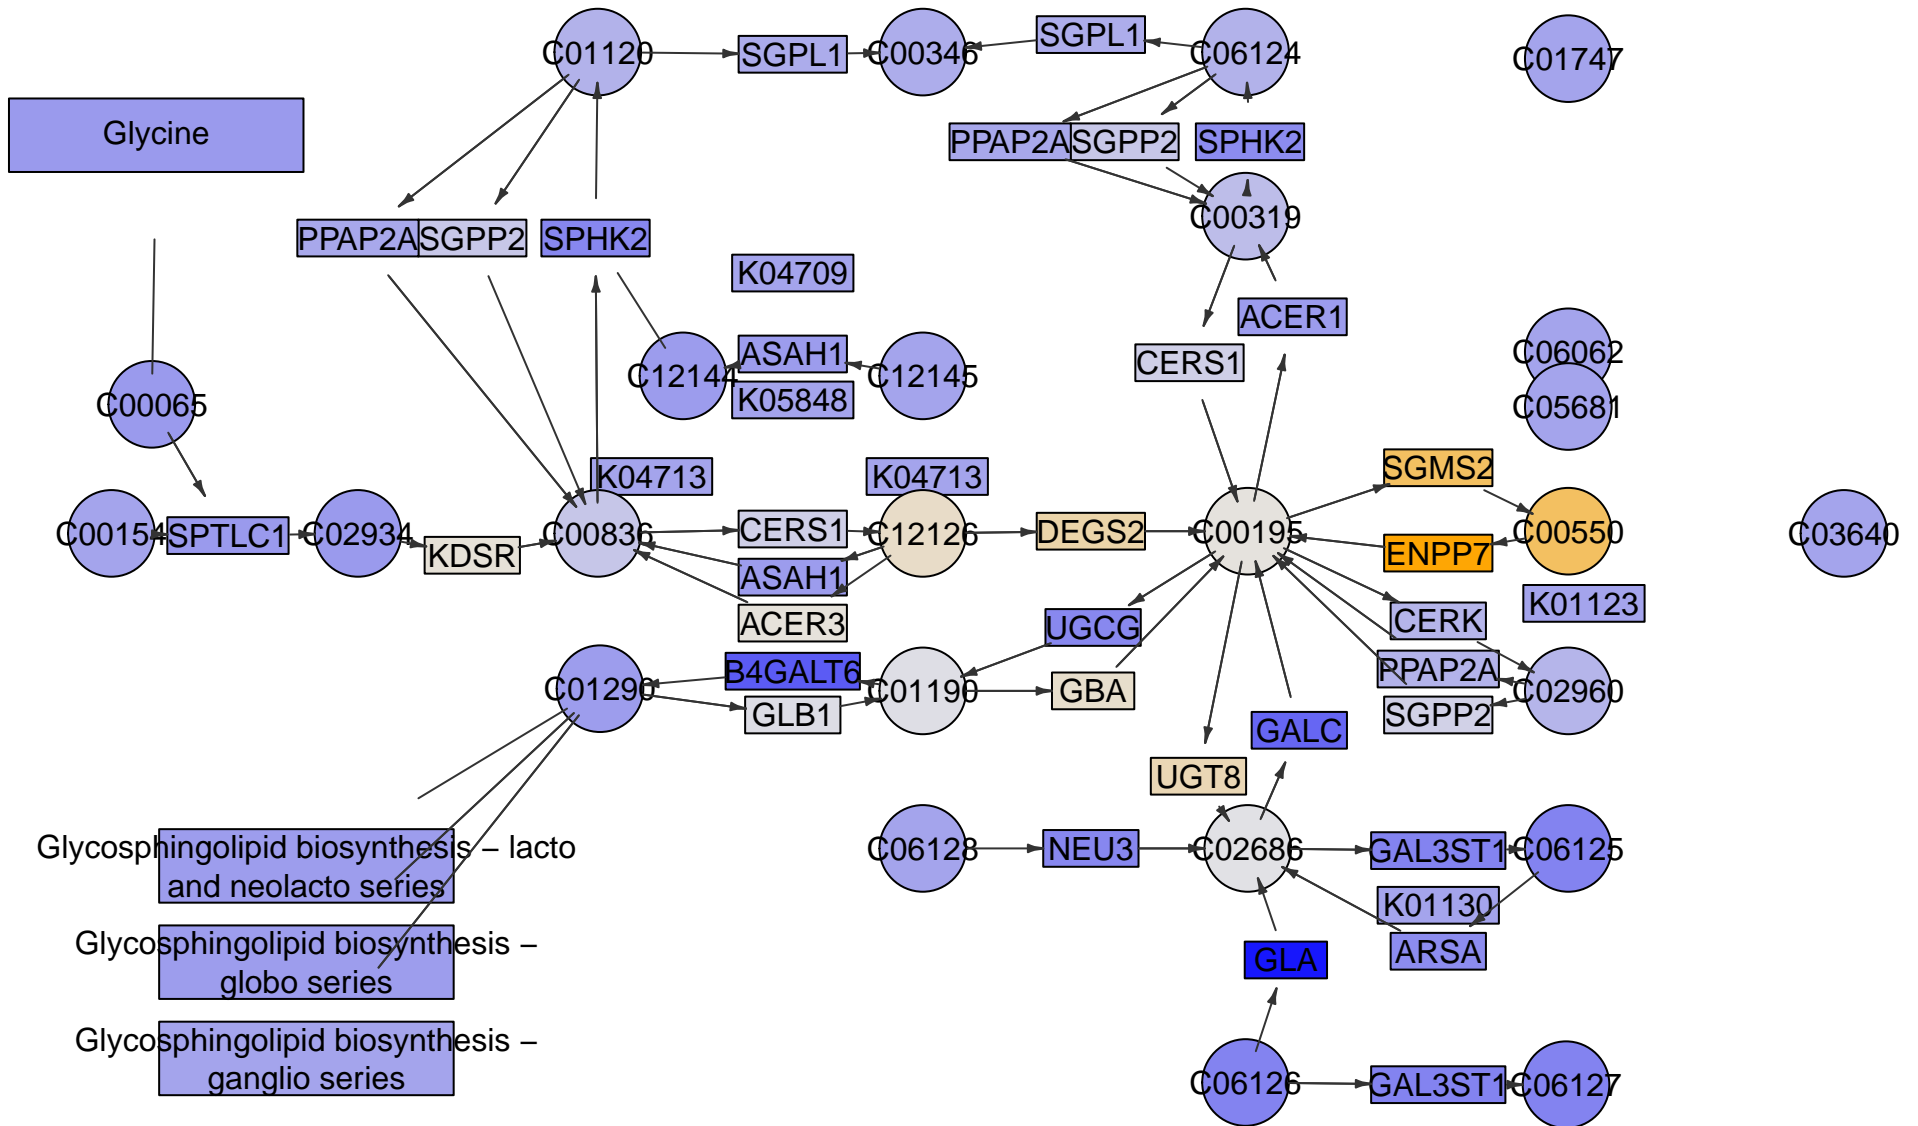 C01120
SGPL1
C00346
SGPL1
C06124
C01747
Glycine
PPAP2A
SGPP2
SPHK2
PPAP2A
SGPP2
SPHK2
C00319
K04709
ACER1
ASAH1
CERS1
C06062
C12144
C12145
K05848
C00065
C05681
K04713
K04713
SGMS2
C00154
SPTLC1
C02934
KDSR
C00836
CERS1
C12126
DEGS2
C00195
C00550
C03640
ENPP7
ASAH1
ACER3
K01123
UGCG
CERK
B4GALT6
PPAP2A
C01290
C01190
GBA
C02960
GLB1
SGPP2
GALC
UGT8
Glycosphingolipid biosynthesis – lacto
and neolacto series
C06128
NEU3
C02686
GAL3ST1
C06125
K01130
Glycosphingolipid biosynthesis –
globo series
GLA
ARSA
Glycosphingolipid biosynthesis –
ganglio series
C06126
GAL3ST1
C06127